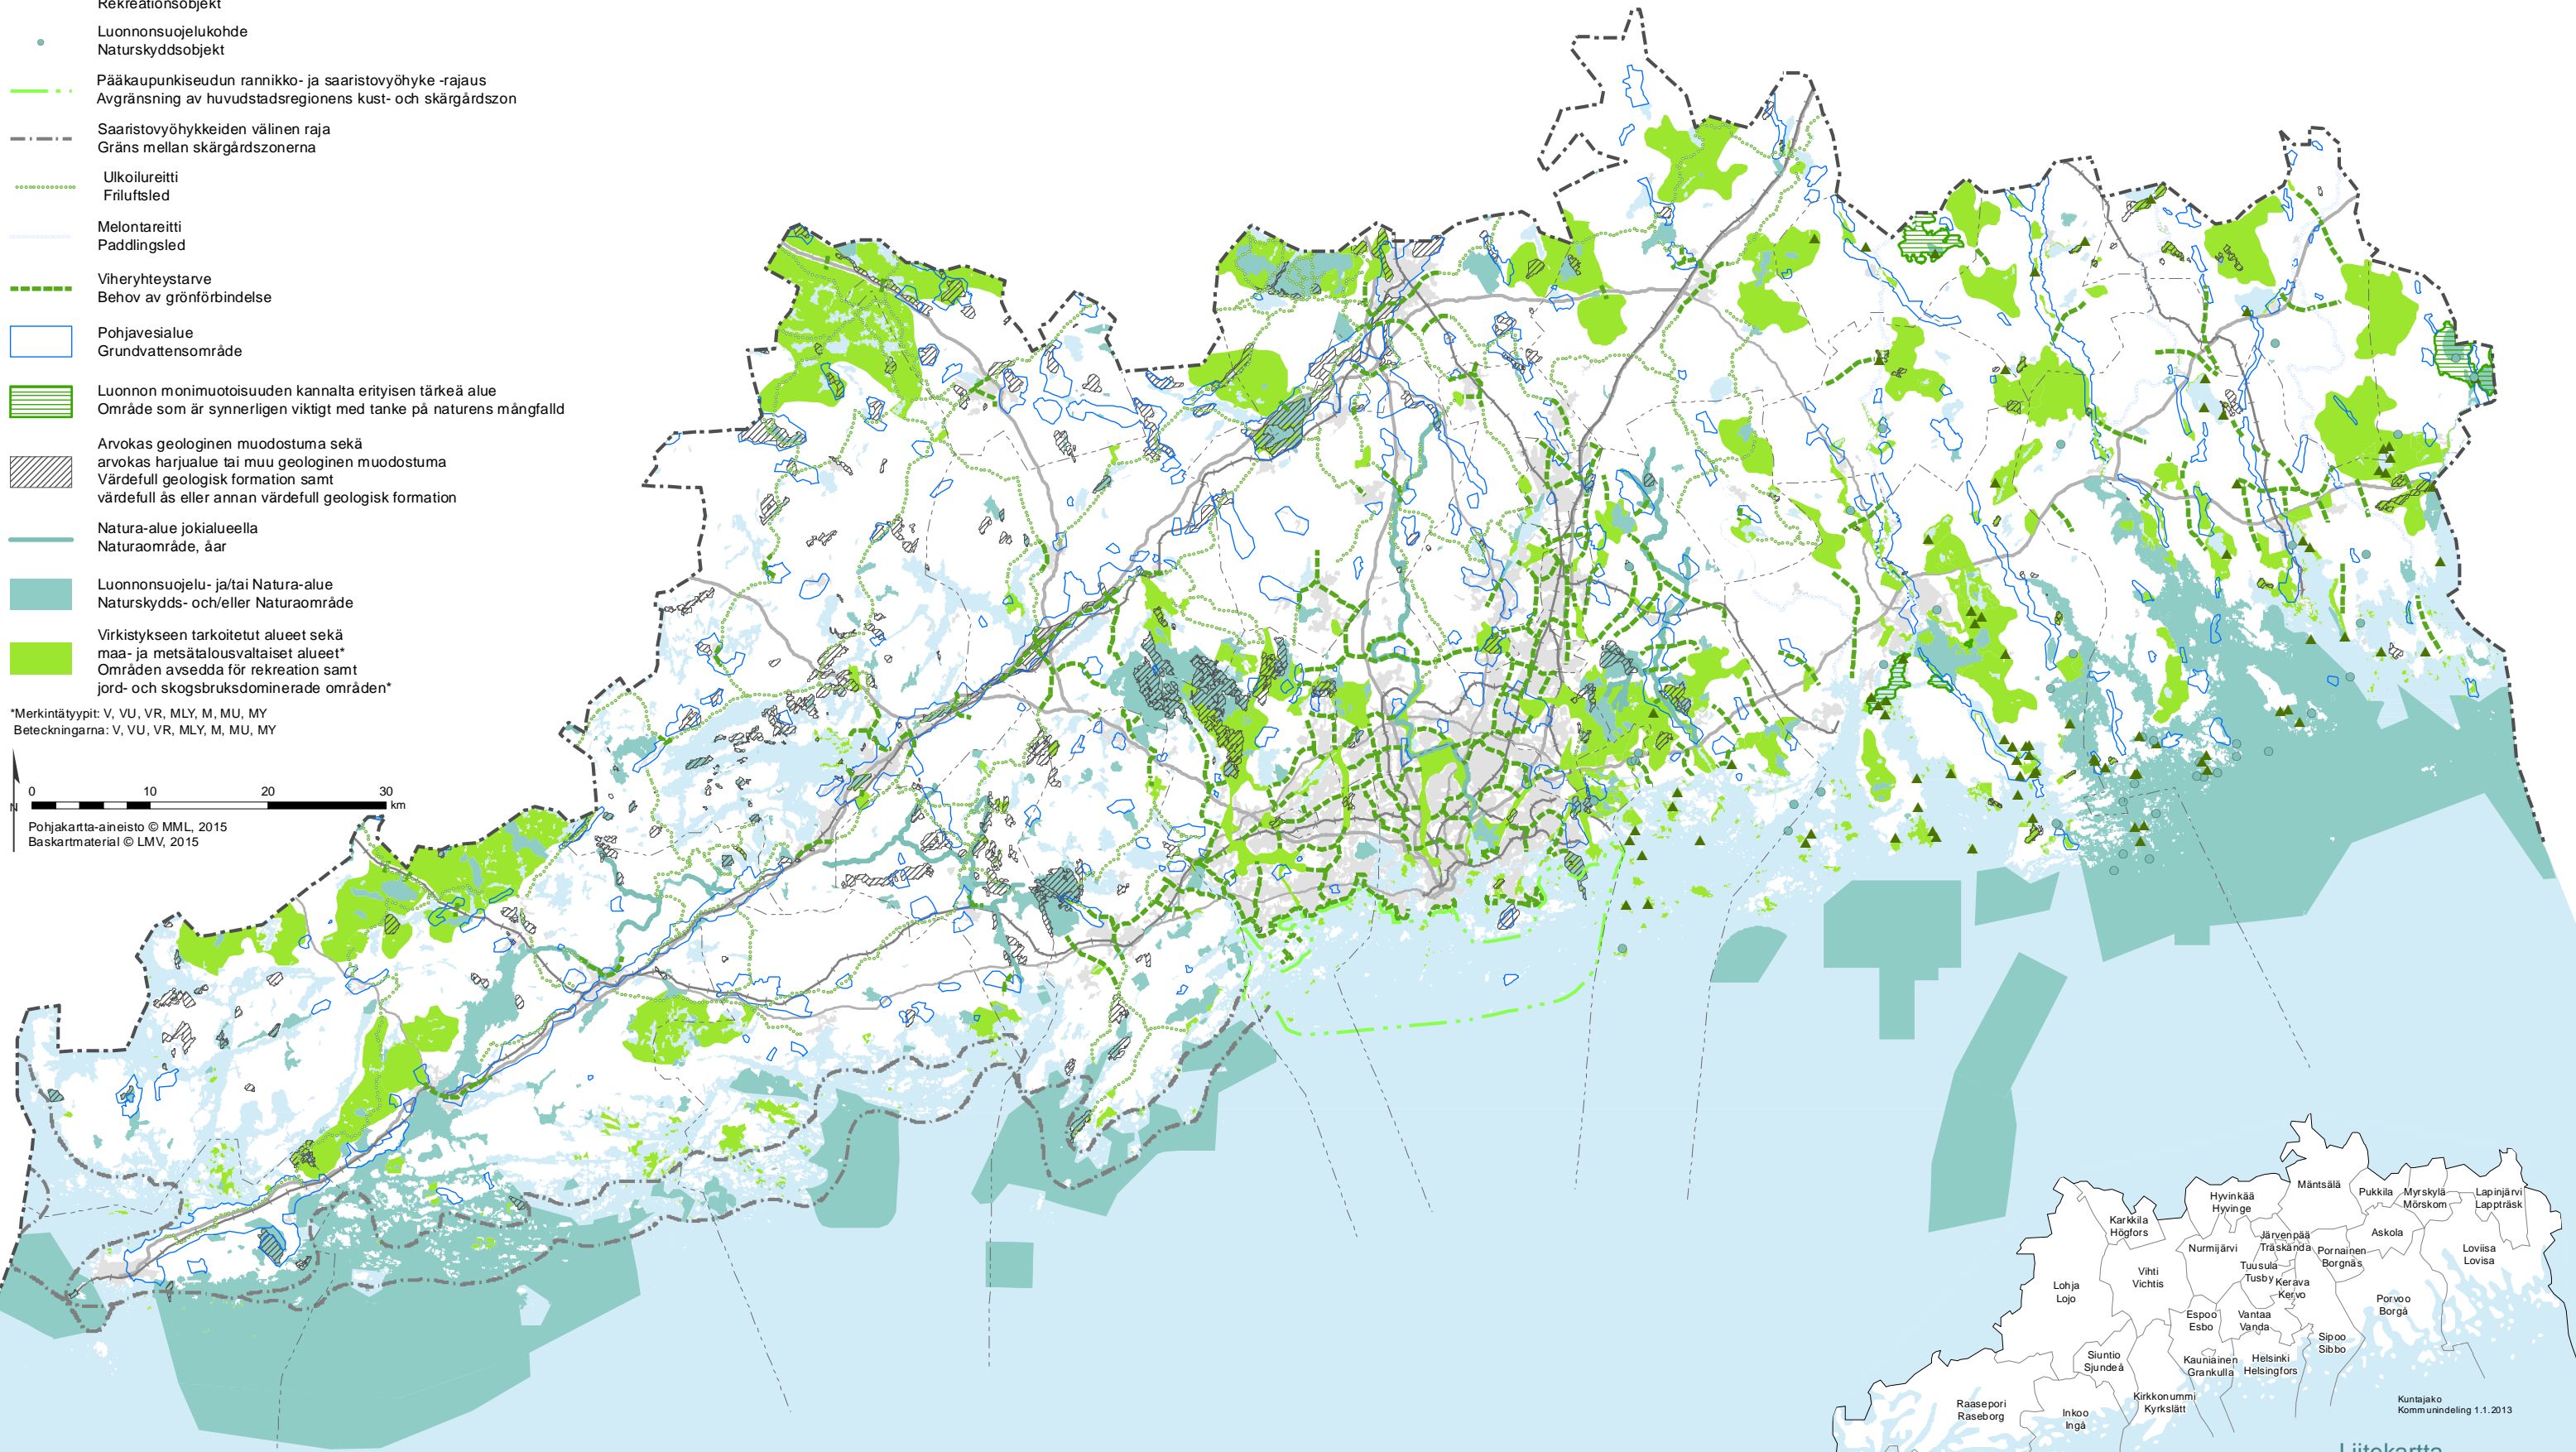 Rekreationsobjekt
Luonnonsuojelukohde
Naturskyddsobjekt
Pääkaupunkiseudun rannikko- ja saaristovyöhyke -rajaus
Avgränsning av huvudstadsregionens kust- och skärgårdszon
Saaristovyöhykkeiden välinen raja
Gräns mellan skärgårdszonerna
Ulkoilureitti
Friluftsled
Melontareitti
Paddlingsled
Viheryhteystarve
Behov av grönförbindelse
Pohjavesialue
Grundvattensområde
Luonnon monimuotoisuuden kannalta erityisen tärkeä alue
Område som är synnerligen viktigt med tanke på naturens mångfalld
Arvokas geologinen muodostuma sekä
arvokas harjualue tai muu geologinen muodostuma
Värdefull geologisk formation samt
värdefull ås eller annan värdefull geologisk formation
Natura-alue jokialueella
Naturaområde, åar
Luonnonsuojelu- ja/tai Natura-alue
Naturskydds- och/eller Naturaområde
Virkistykseen tarkoitetut alueet sekä
maa- ja metsätalousvaltaiset alueet*
Områden avsedda för rekreation samt
jord- och skogsbruksdominerade områden*
*Merkintätyypit: V, VU, VR, MLY, M, MU, MY
Beteckningarna: V, VU, VR, MLY, M, MU, MY
N
0 10 20 30
km
Pohjakartta-aineisto © MML, 2015
Baskartmaterial © LMV, 2015
Mäntsälä
Hyvinkää
Hyvinge
Pukkila
Myrskylä
Mörskom
Lapinjärvi
Lappträsk
Karkkila
Högfors
Askola
Järvenpää
Träskända
Nurmijärvi
Pornainen
Borgnäs
Loviisa
Lovisa
Vihti
Vichtis
Tuusula
Tusby
Kerava
Kervo
Lohja
Lojo
Porvoo
Borgå
Espoo
Esbo
Vantaa
Vanda
Sipoo
Sibbo
Siuntio
Sjundeå
Kauniainen
Grankulla
Helsinki
Helsingfors
Kirkkonummi
Kyrkslätt
Raasepori
Raseborg
Inkoo
Ingå
Kuntajako
Kommunindeling 1.1.2013
Liitekartta